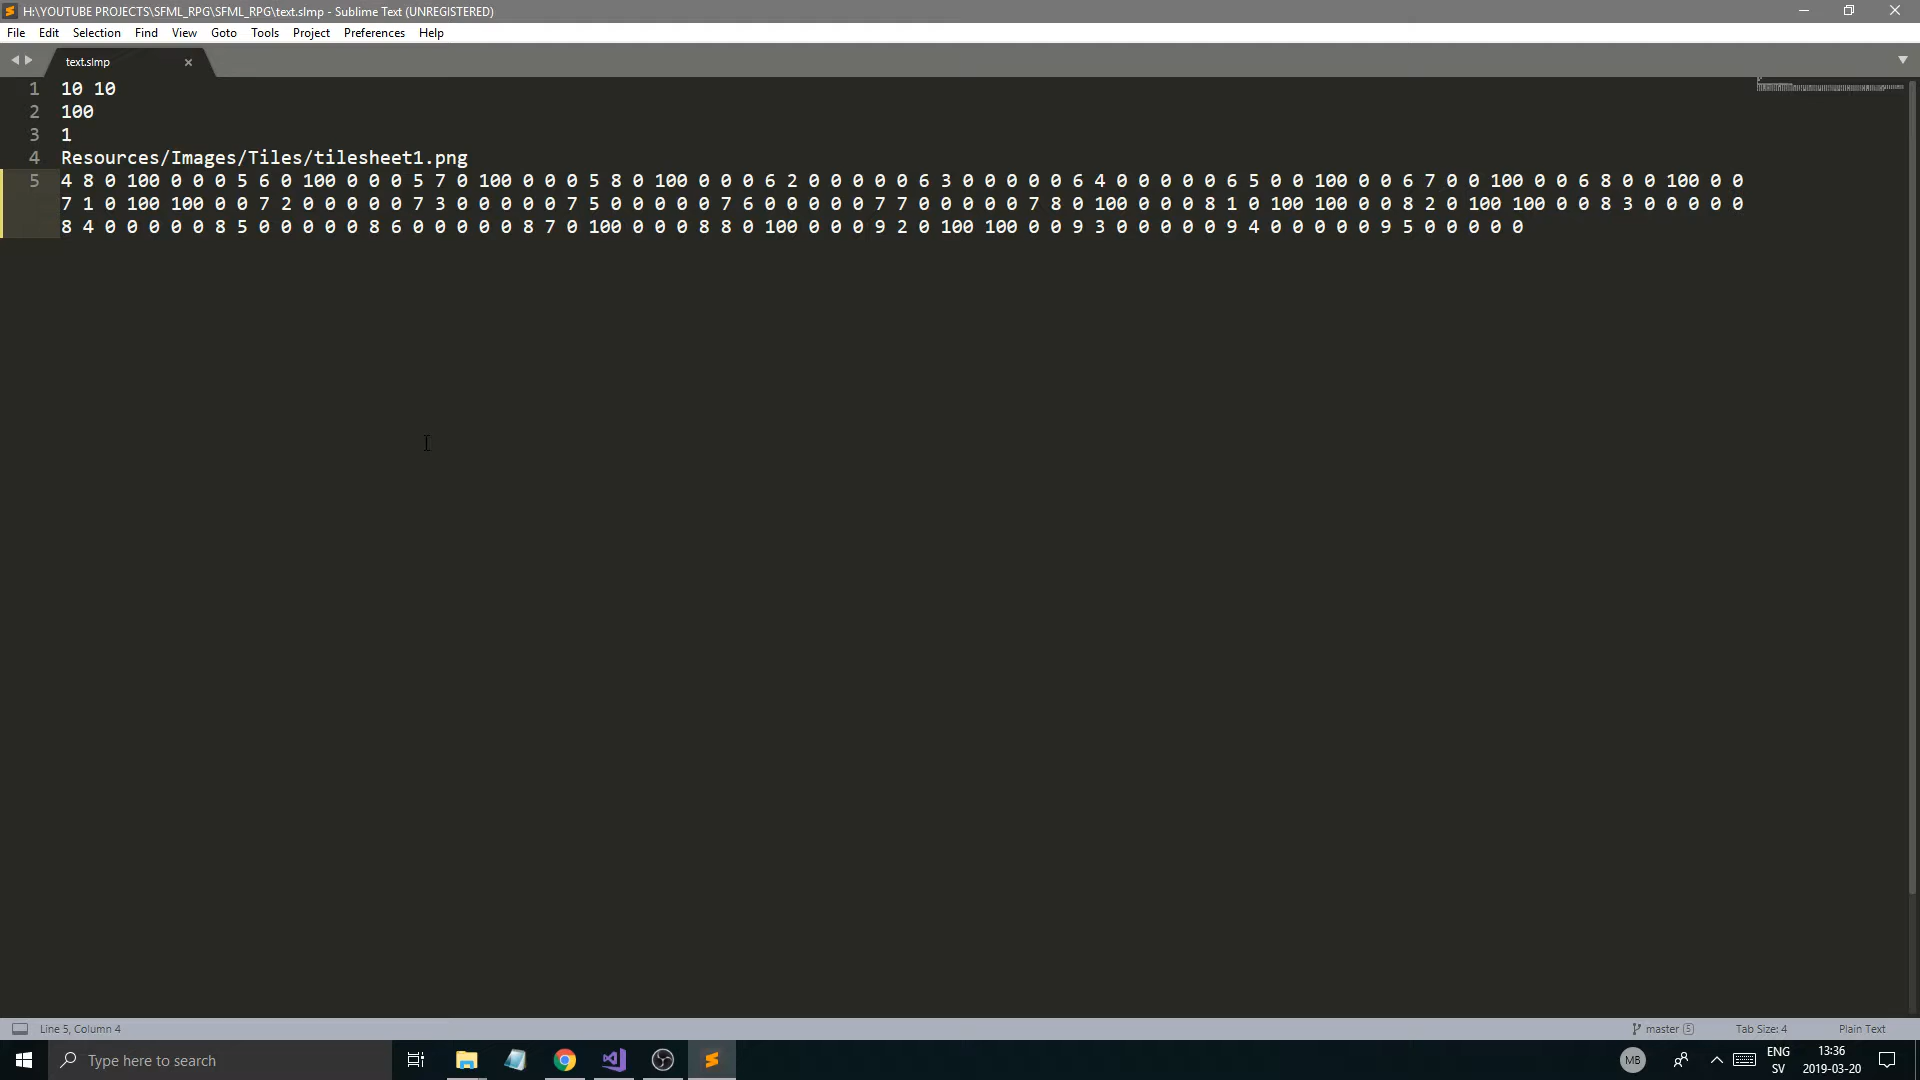 H:\YOUTUBE PROJECTS\SFML_RPG\SFML_RPG\text.slmp - Sublime Text (UNREGISTERED)
File Edit Selection Find View Goto Tools Project Preferences Help
text.slmp
1 10 10
2 100
3 1
4 Resources/Images/Tiles/tilesheet1.png
5 4 8 0 100 0 0 0 5 6 0 100 0 0 0 5 7 0 100 0 0 0 5 8 0 100 0 0 0 6 2 0 0 0 0 0 6 3 0 0 0 0 0 6 4 0 0 0 0 0 6 5 0 0 100 0 0 6 7 0 0 100 0 0 6 8 0 0 100 0 0
7 1 0 100 100 0 0 7 2 0 0 0 0 0 7 3 0 0 0 0 0 7 5 0 0 0 0 0 7 6 0 0 0 0 0 7 7 0 0 0 0 0 7 8 0 100 0 0 0 8 1 0 100 100 0 0 8 2 0 100 100 0 0 8 3 0 0 0 0 0
8 4 0 0 0 0 0 8 5 0 0 0 0 0 8 6 0 0 0 0 0 8 7 0 100 0 0 0 8 8 0 100 0 0 0 9 2 0 100 100 0 0 9 3 0 0 0 0 0 9 4 0 0 0 0 0 9 5 0 0 0 0 0
Line 5, Column 4 master 5 Tab Size: 4 Plain Text
Type here to search MB ENG 13:36
SV 2019-03-20